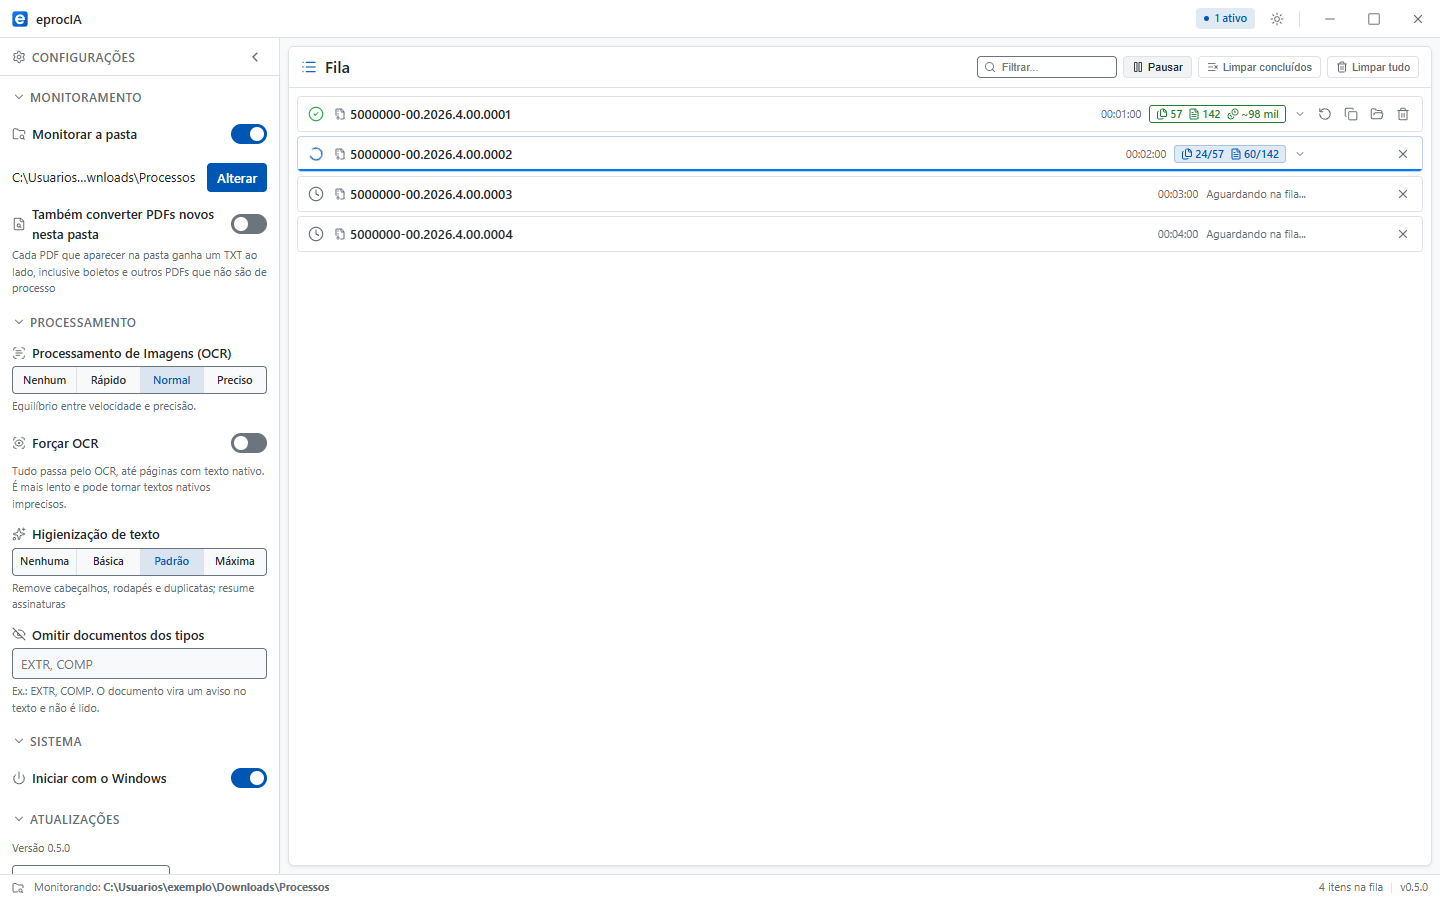 eprocIA
1 ativo
CONFIGURAÇÕES
MONITORAMENTO
Monitorar a pasta
C:\Usuarios...wnloads\Processos
Alterar
Também converter PDFs novos
nesta pasta
Cada PDF que aparecer na pasta ganha um TXT ao
lado, inclusive boletos e outros PDFs que não são de
processo
PROCESSAMENTO
Processamento de Imagens (OCR)
Nenhum Rápido Normal Preciso
Equilíbrio entre velocidade e precisão.
Forçar OCR
Tudo passa pelo OCR, até páginas com texto nativo.
É mais lento e pode tornar textos nativos
imprecisos.
Higienização de texto
Nenhuma Básica Padrão Máxima
Remove cabeçalhos, rodapés e duplicatas; resume
assinaturas
Omitir documentos dos tipos
EXTR, COMP
Ex.: EXTR, COMP. O documento vira um aviso no
texto e não é lido.
SISTEMA
Iniciar com o Windows
ATUALIZAÇÕES
Versão 0.5.0
Fila
Filtrar...
Pausar
Limpar concluídos
Limpar tudo
5000000-00.2026.4.00.0001 00:01:00 57 142 ~98 mil
5000000-00.2026.4.00.0002 00:02:00 24/57 60/142
5000000-00.2026.4.00.0003 00:03:00 Aguardando na fila...
5000000-00.2026.4.00.0004 00:04:00 Aguardando na fila...
Monitorando: C:\Usuarios\exemplo\Downloads\Processos
4 itens na fila
v0.5.0